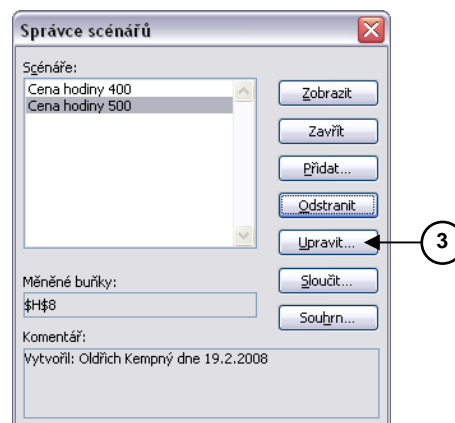 Správce scénářů
Scénáře:
Cena hodiny 400
Cena hodiny 500
Zobrazit
Zavřít
Přidat...
Odstranit
Upravit...
3
Sloučit...
Souhrn...
Měněné buňky:
$H$8
Komentář:
Vytvořil: Oldřich Kempný dne 19.2.2008